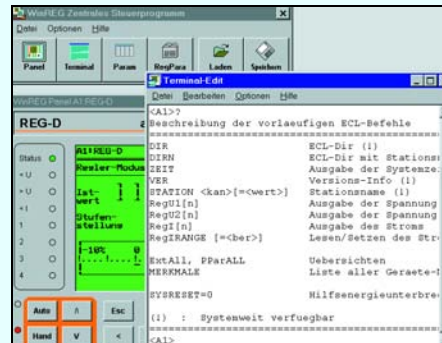 WinREG Zentrales Steuerprogramm
Datei Optionen Hilfe
Panel Terminal Param RegPara Laden Speichern
Terminal-Edit
Datei Bearbeiten Optionen Hilfe
WinREG Panel A1:REG-D
REG-D
Status
Auto
Hand
Esc
A1:REG-D
Regler-Modus
Ist-
wert
Stufen-
stellung
-10% 0
<A1>?
Beschreibung der vorlaeufigen ECL-Befehle
DIR ECL-Dir (1)
DIRN ECL-Dir mit Stations
ZEIT Ausgabe der Systemze
VER Versions-Info (1)
STATION <kan>[=<wert>] Stationsname (1)
RegU1[n] Ausgabe der Spannung
RegU2[n] Ausgabe der Spannung
RegI[n] Ausgabe des Stroms
RegIRANGE [=<ber>] Lesen/Setzen des Str
ExtAll, PParALL Uebersichten
MERKMALE Liste aller Geraete-
SYSRESET=0 Hilfsenergieunterbre
(1) : Systemweit verfuegbar
<A1>